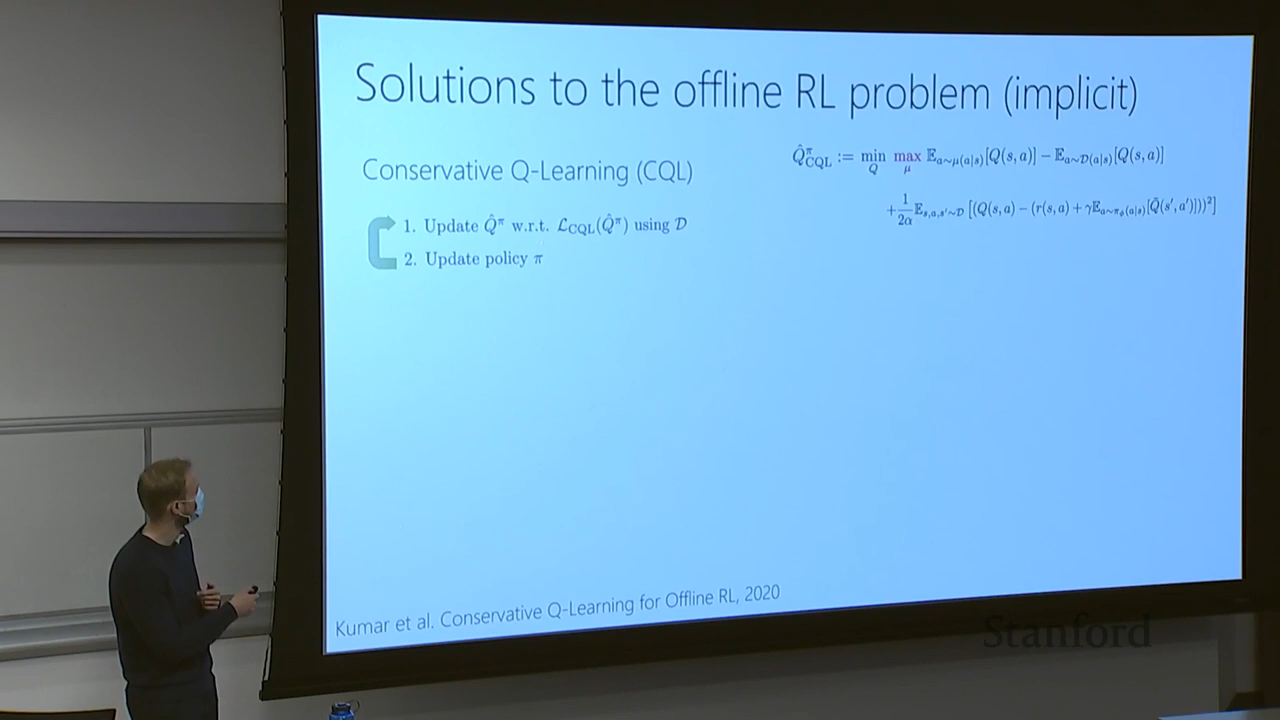 Solutions to the offline RL problem (implicit)
Conservative Q-Learning (CQL)
1. Update Q̂^π w.r.t. ℒ_CQL(Q̂^π) using 𝒟
2. Update policy π
Q̂^π_CQL := min_Q max_μ 𝔼_{a∼μ(a|s)}[Q(s,a)] − 𝔼_{a∼𝒟(a|s)}[Q(s,a)]
+ 1/2α 𝔼_{s,a,s′∼𝒟} [(Q(s,a) − (r(s,a) + γ𝔼_{a∼π_φ(a|s)}[Q̄(s′,a′)]))²]
Kumar et al. Conservative Q-Learning for Offline RL, 2020
Stanford